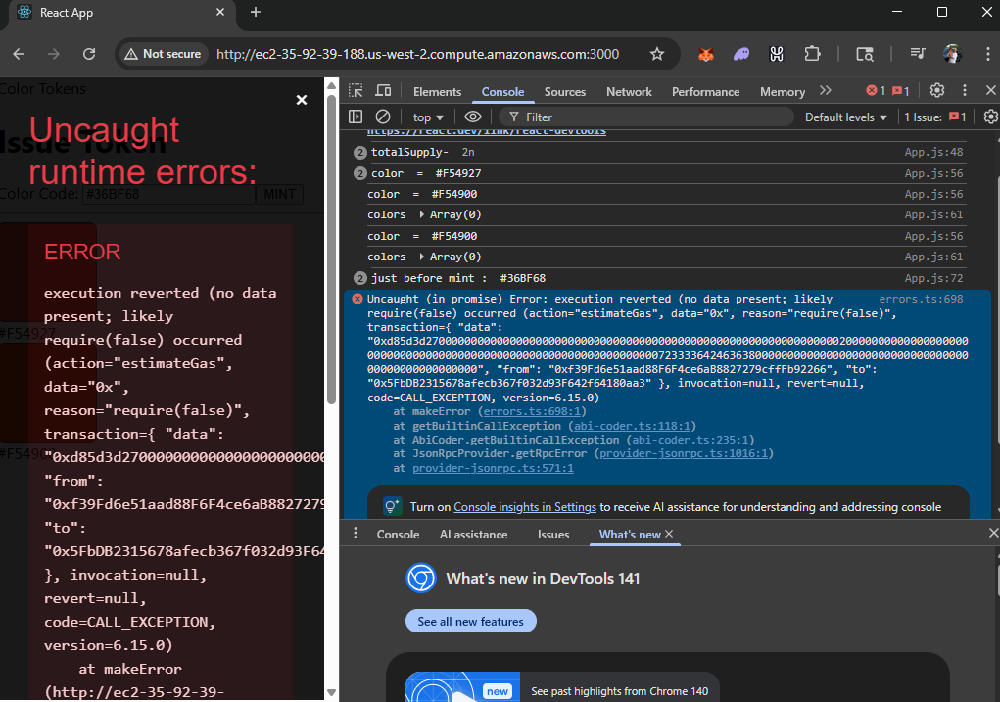 React App
Not secure
http://ec2-35-92-39-188.us-west-2.compute.amazonaws.com:3000
Color Tokens
Issue Token
Uncaught
runtime errors:
Color Code: #36BF68 MINT
ERROR
execution reverted (no data
present; likely
require(false) occurred
(action="estimateGas",
data="0x",
reason="require(false)",
transaction={ "data":
"0xd85d3d27000000000000000000000000
"from":
"0xf39Fd6e51aad88F6F4ce6aB8827279
"to":
"0x5FbDB2315678afecb367f032d93F64
}, invocation=null,
revert=null,
code=CALL_EXCEPTION,
version=6.15.0)
at makeError
(http://ec2-35-92-39-
#F54927
Elements Console Sources Network Performance Memory 1 1
top Filter Default levels 1 Issue: 1
https://react.dev/link/react-devtools
2 totalSupply- 2n App.js:48
2 color = #F54927 App.js:56
color = #F54900 App.js:56
colors Array(0) App.js:61
color = #F54900 App.js:56
colors Array(0) App.js:61
2 just before mint : #36BF68 App.js:72
Uncaught (in promise) Error: execution reverted (no data present; likely errors.ts:698
require(false) occurred (action="estimateGas", data="0x", reason="require(false)",
transaction={ "data":
"from": "0xf39fd6e51aad88F6F4ce6aB8827279cffFb92266", "to":
"0x5FbDB2315678afecb367f032d93F642f64180aa3" }, invocation=null, revert=null,
code=CALL_EXCEPTION, version=6.15.0)
at makeError (errors.ts:698:1)
at getBuiltinCallException (abi-coder.ts:118:1)
at AbiCoder.getBuiltinCallException (abi-coder.ts:235:1)
at JsonRpcProvider.getRpcError (provider-jsonrpc.ts:1016:1)
at provider-jsonrpc.ts:571:1
Turn on Console insights in Settings to receive AI assistance for understanding and addressing console
Console AI assistance Issues What's new
What's new in DevTools 141
See all new features
new
See past highlights from Chrome 140